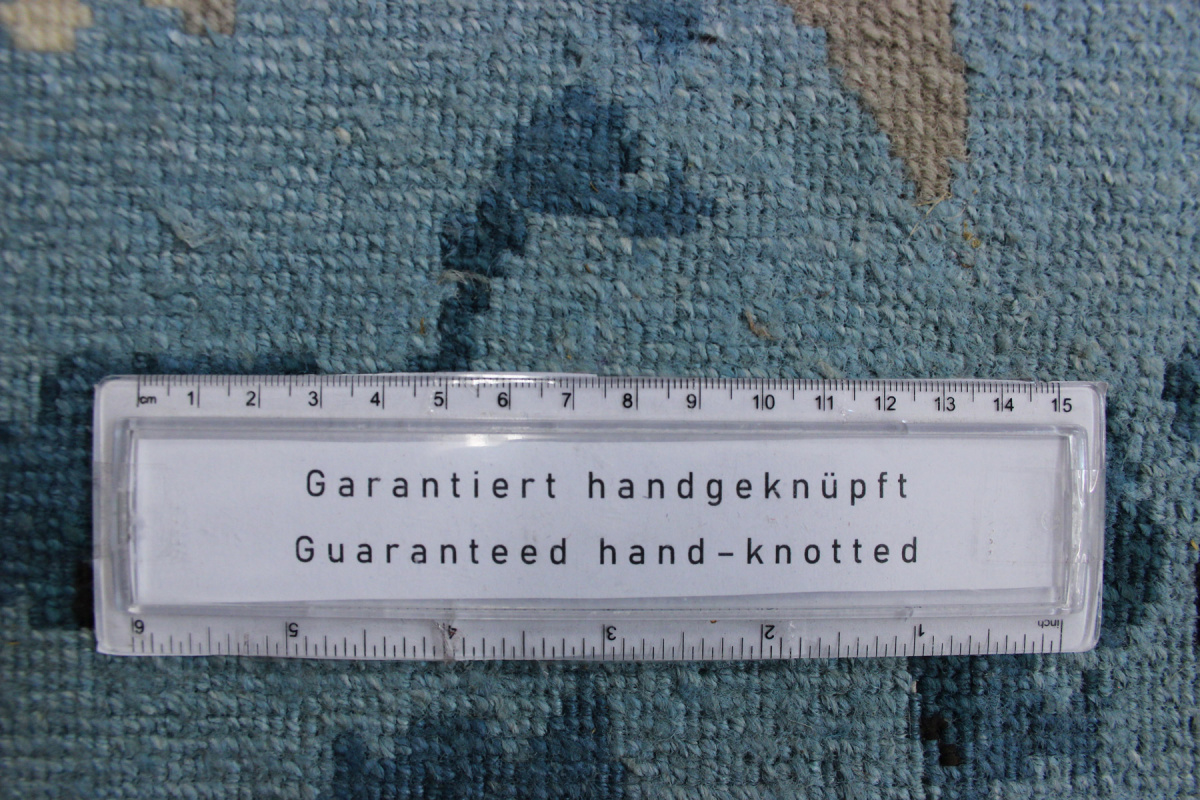 cm 1 2 3 4 5 6 7 8 9 10 11 12 13 14 15
Garantiert handgeknüpft
Guaranteed hand-knotted
6 5 4 3 2 1 inch